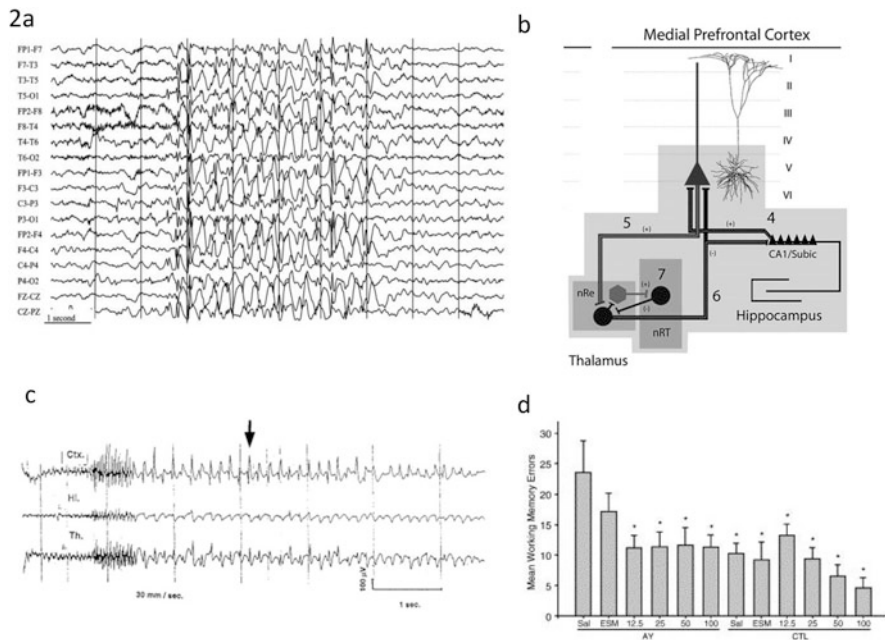 2a
FP1-F7
F7-T3
T3-T5
T5-O1
FP2-F8
F8-T4
T4-T6
T6-O2
FP1-F3
F3-C3
C3-P3
P3-O1
FP2-F4
F4-C4
C4-P4
P4-O2
FZ-CZ
CZ-PZ
1 second
b
Medial Prefrontal Cortex
I
II
III
IV
V
VI
5
(+)
(+)
4
(-)
CA1/Subic
7
(+)
nRe
(-)
6
Hippocampus
nRT
Thalamus
c
Ctx.
Hi.
Th.
30 mm / sec.
100 µV
1 sec.
d
Mean Working Memory Errors
30
25
20
15
10
5
0
* * * * * * * * * *
Sal ESM 12.5 25 50 100 Sal ESM 12.5 25 50 100
AY CTL